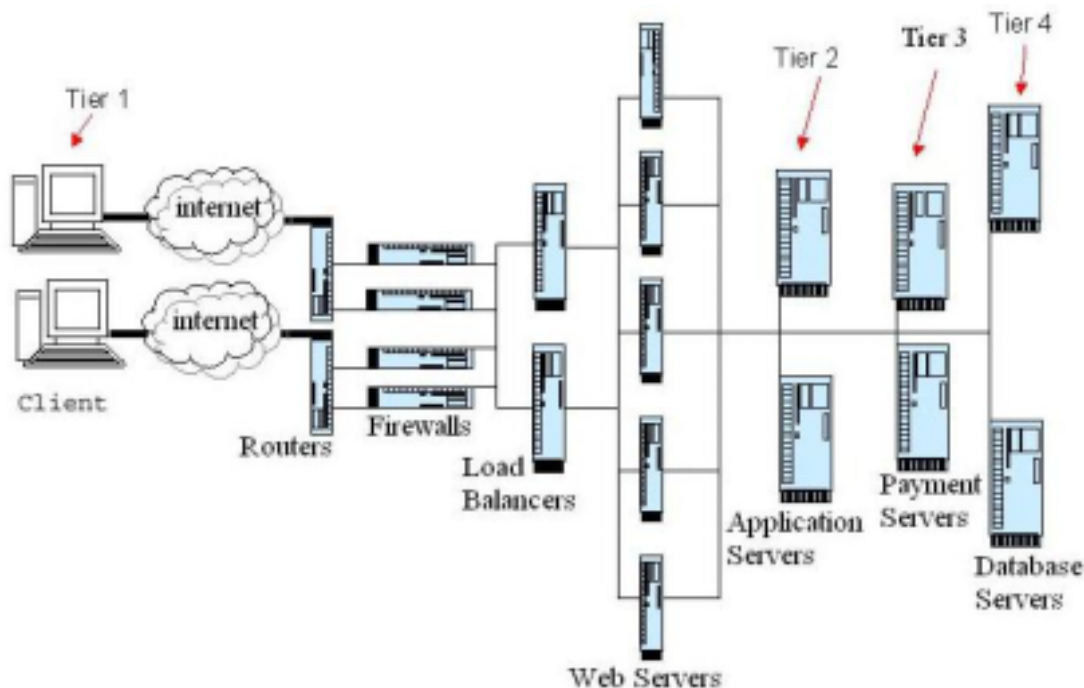 Tier 1
Tier 2
Tier 3
Tier 4
internet
internet
Client
Routers
Firewalls
Load
Balancers
Web Servers
Application
Servers
Payment
Servers
Database
Servers